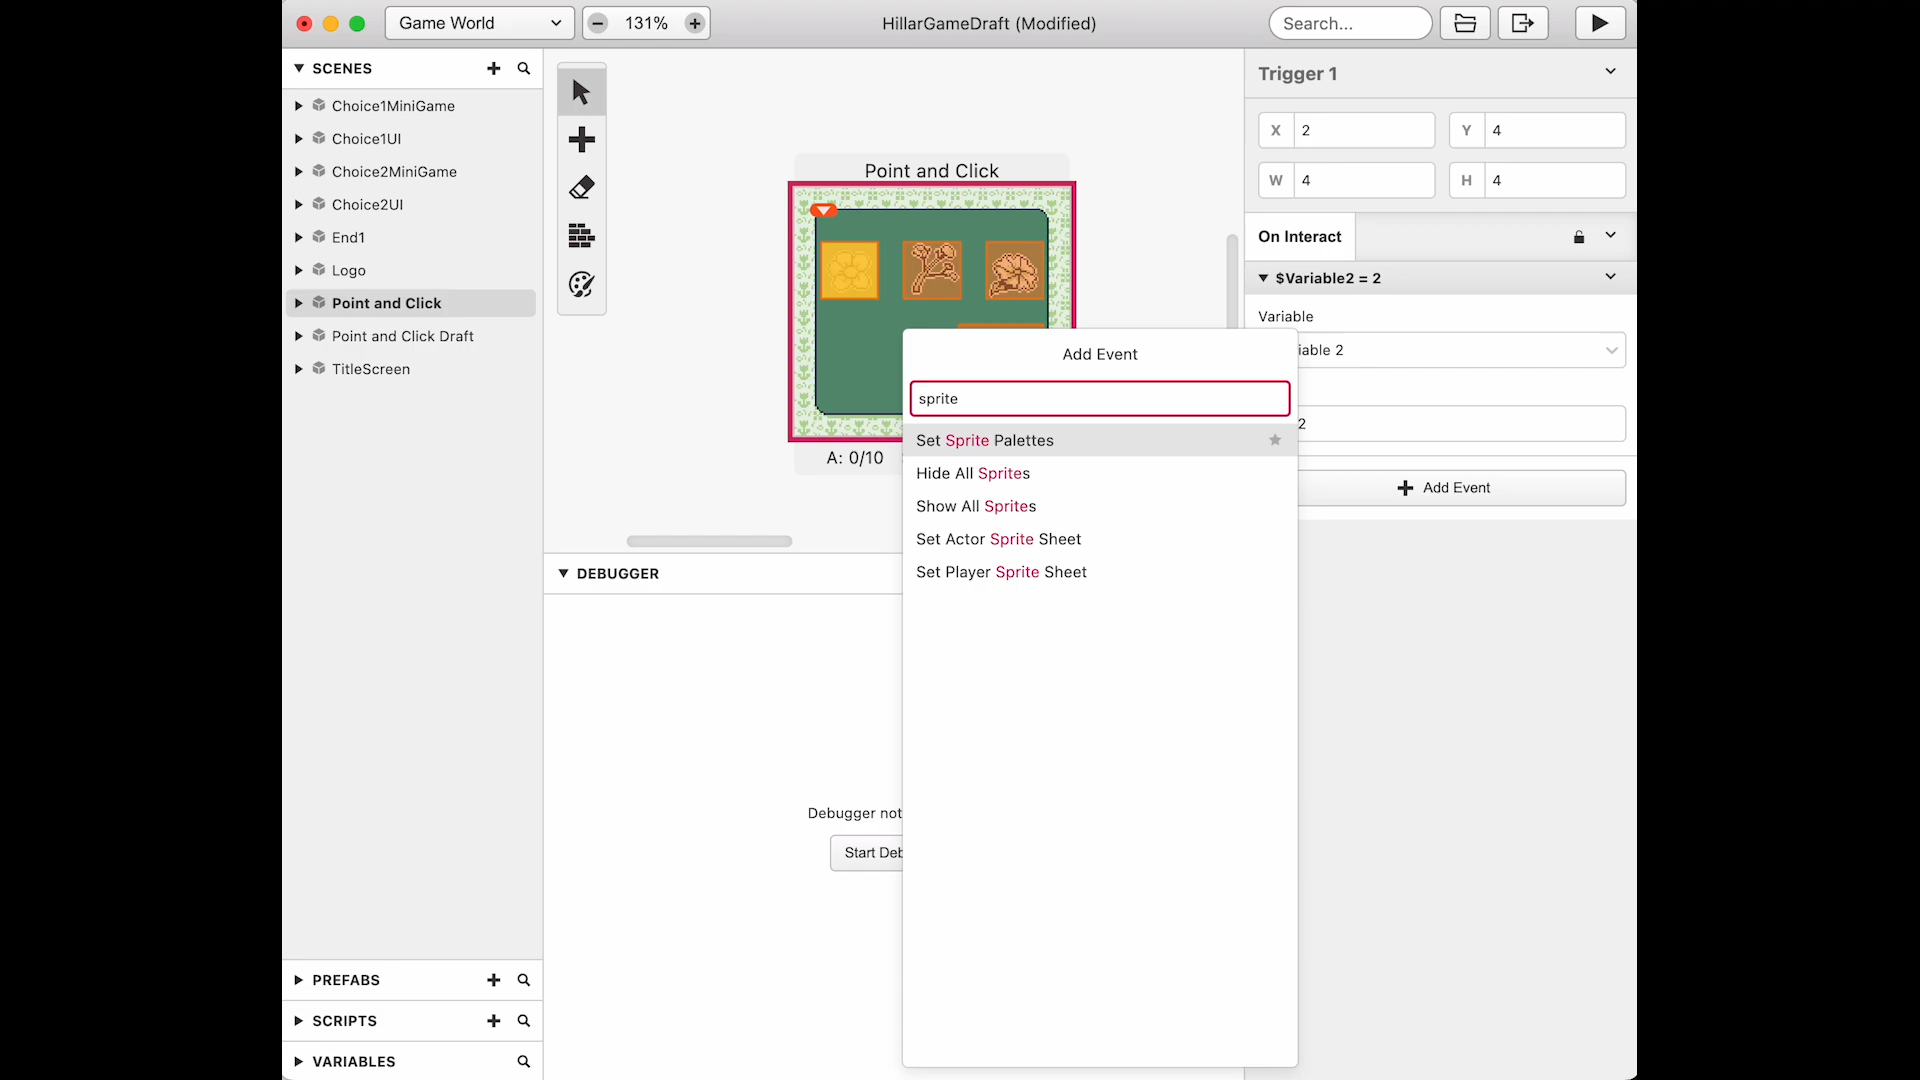 Game World
131%
HillarGameDraft (Modified)
Search...
SCENES
Choice1MiniGame
Choice1UI
Choice2MiniGame
Choice2UI
End1
Logo
Point and Click
Point and Click Draft
TitleScreen
PREFABS
SCRIPTS
VARIABLES
Point and Click
A: 0/10
DEBUGGER
Debugger not
Start Deb
Add Event
sprite
Set Sprite Palettes
Hide All Sprites
Show All Sprites
Set Actor Sprite Sheet
Set Player Sprite Sheet
Trigger 1
X 2
Y 4
W 4
H 4
On Interact
$Variable2 = 2
Variable
iable 2
2
Add Event